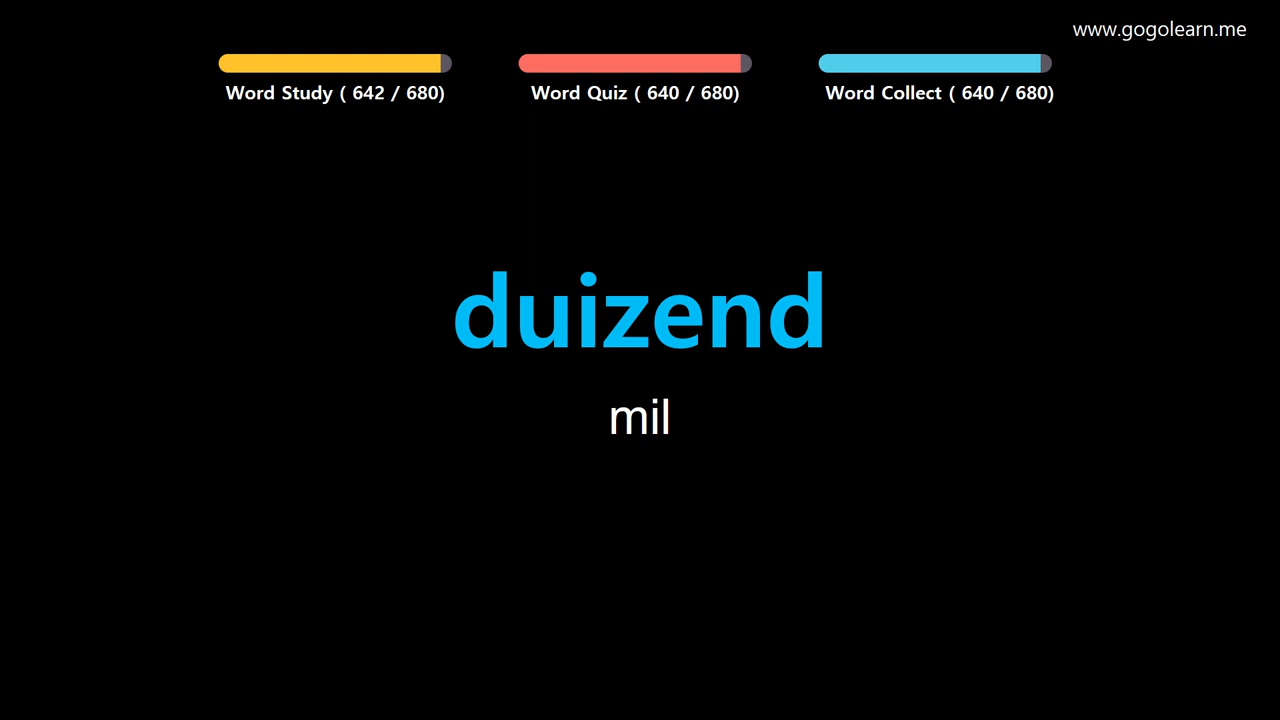 www.gogolearn.me
Word Study ( 642 / 680)
Word Quiz ( 640 / 680)
Word Collect ( 640 / 680)
duizend
mil